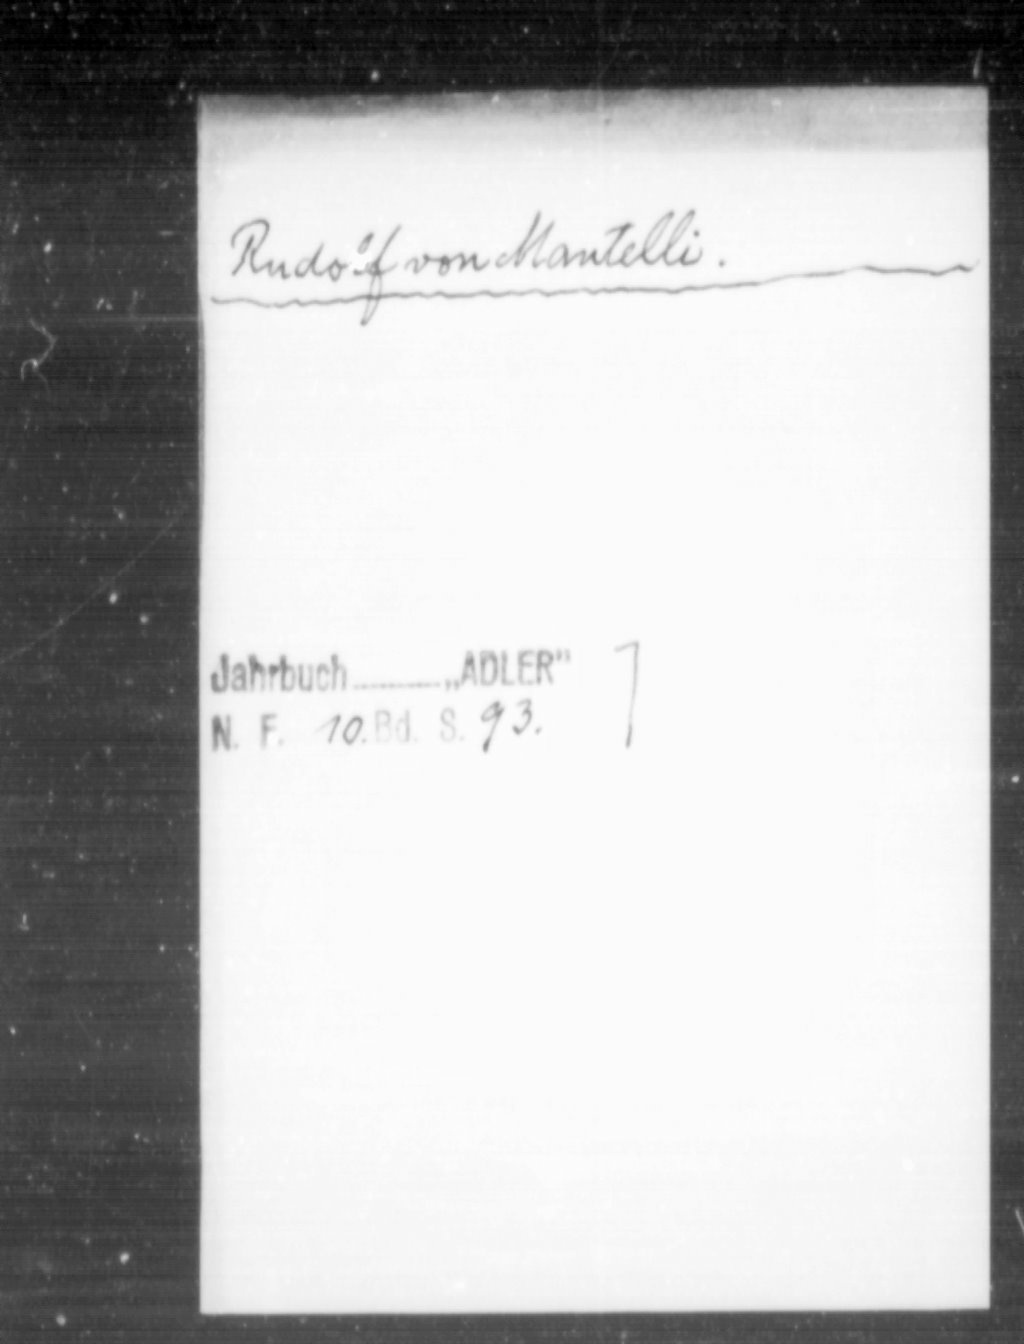 Rudolf von Mantelli.
Jahrbuch ........... „ADLER"
N. F. 10. Bd. S. 93.